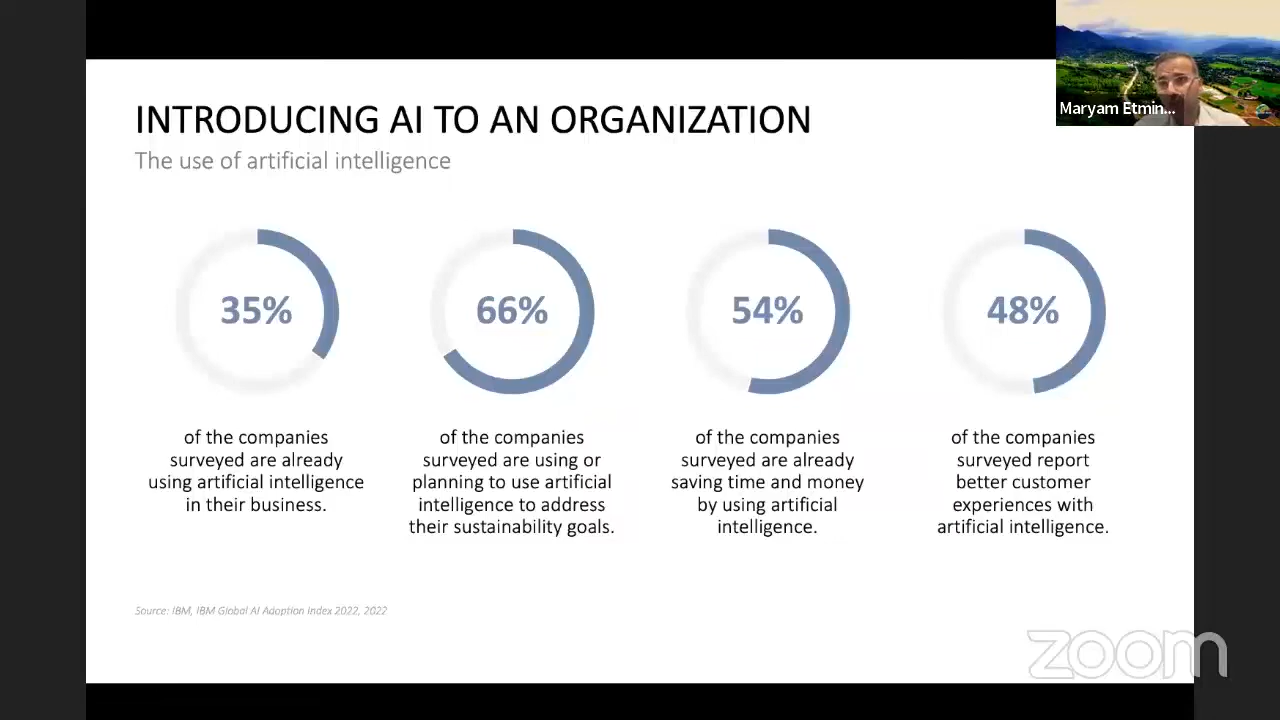 INTRODUCING AI TO AN ORGANIZATION
The use of artificial intelligence
Maryam Etmin...
35%
of the companies
surveyed are already
using artificial intelligence
in their business.
66%
of the companies
surveyed are using or
planning to use artificial
intelligence to address
their sustainability goals.
54%
of the companies
surveyed are already
saving time and money
by using artificial
intelligence.
48%
of the companies
surveyed report
better customer
experiences with
artificial intelligence.
Source: IBM, IBM Global AI Adoption Index 2022, 2022
zoom